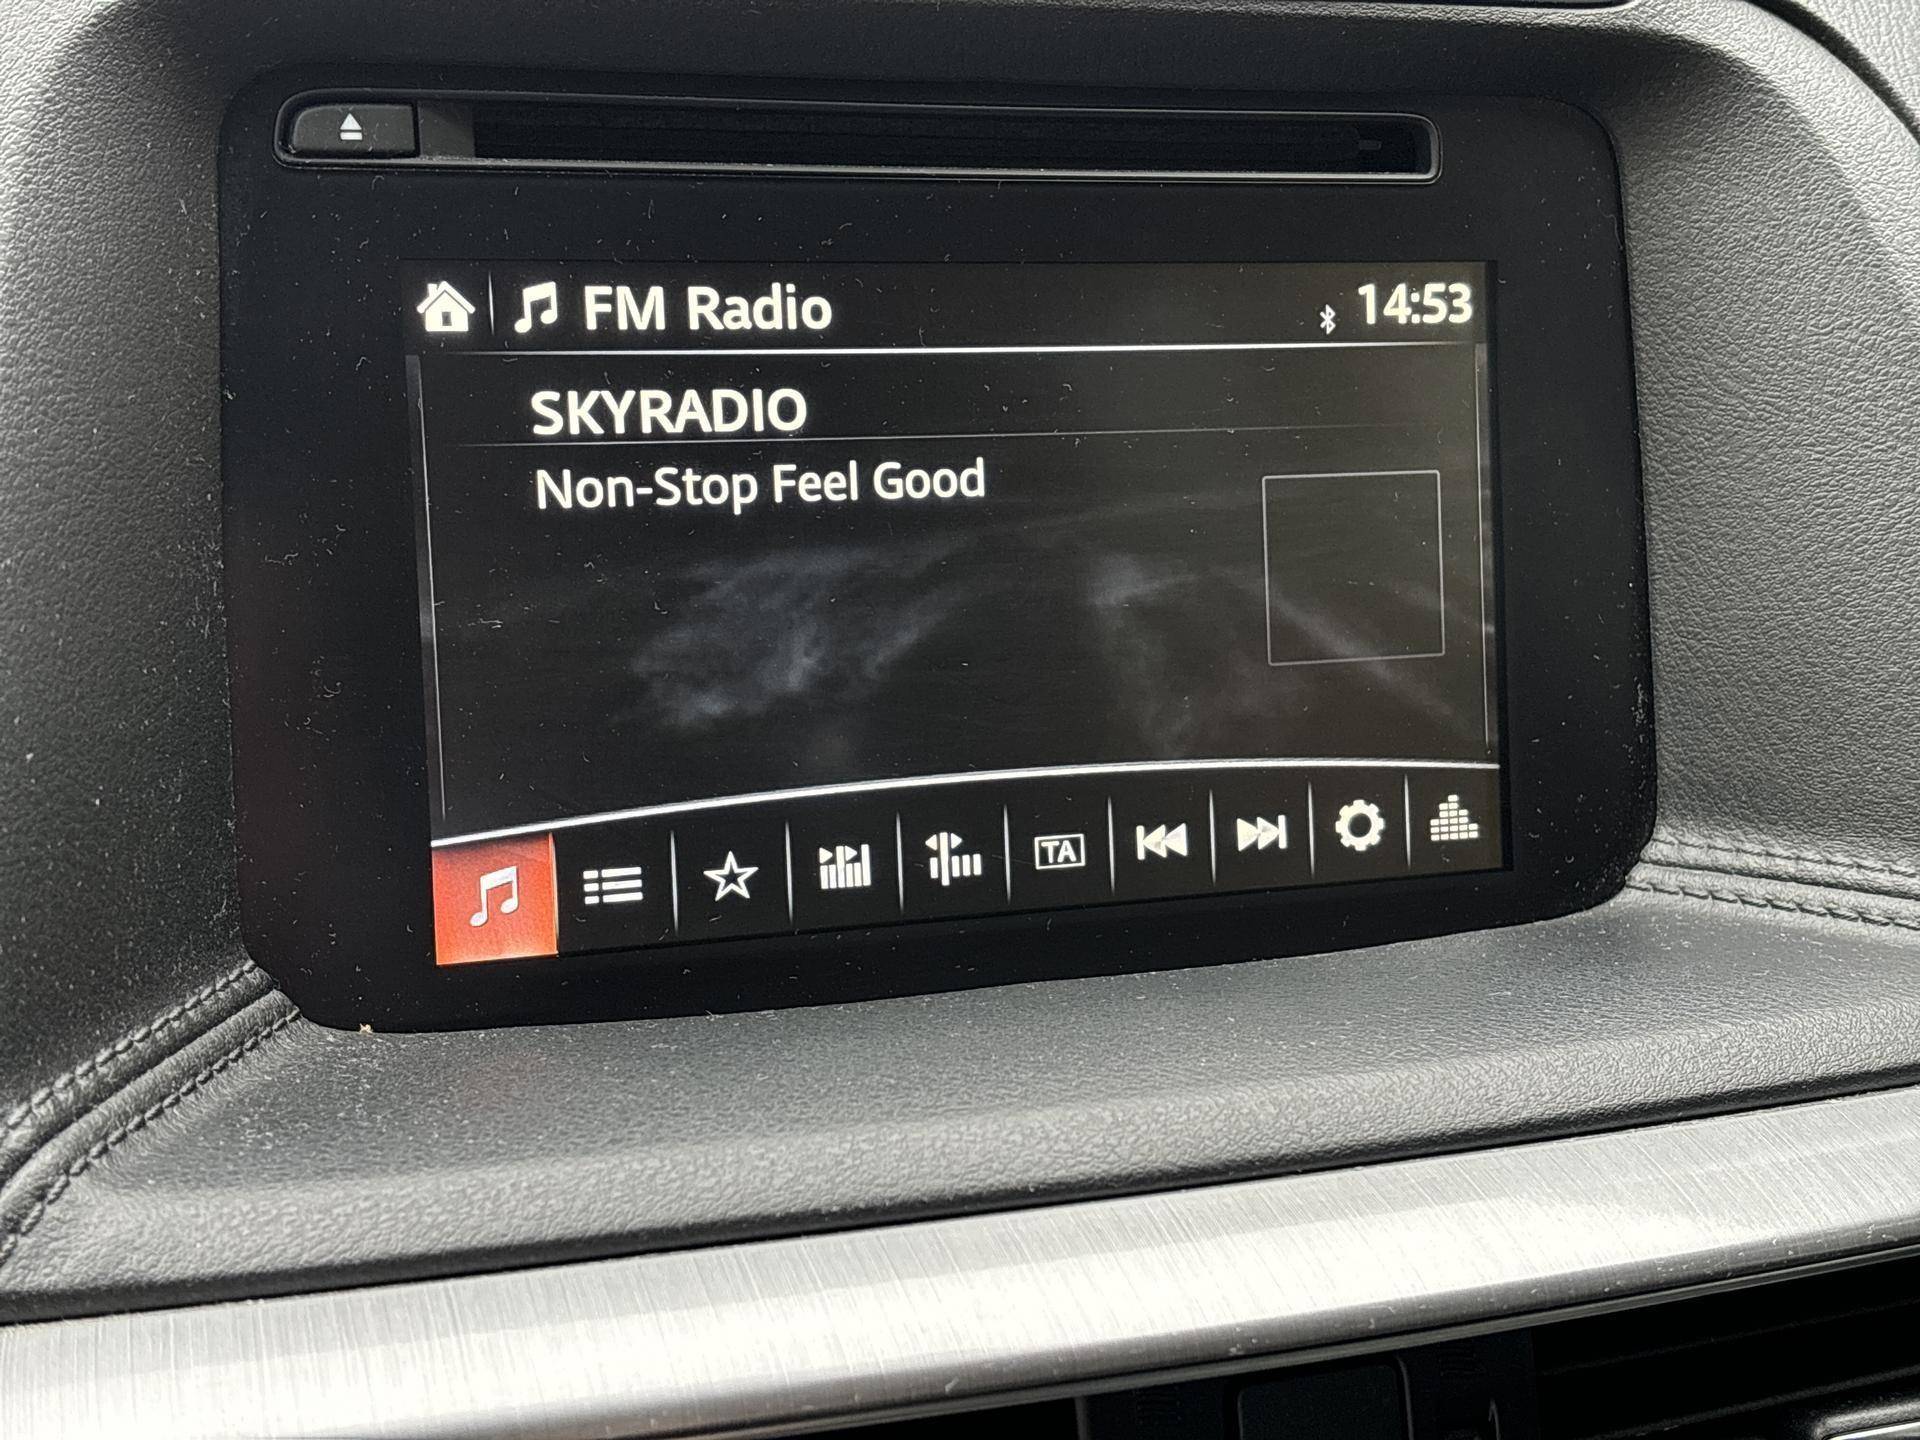 FM Radio
14:53
SKYRADIO
Non-Stop Feel Good
TA